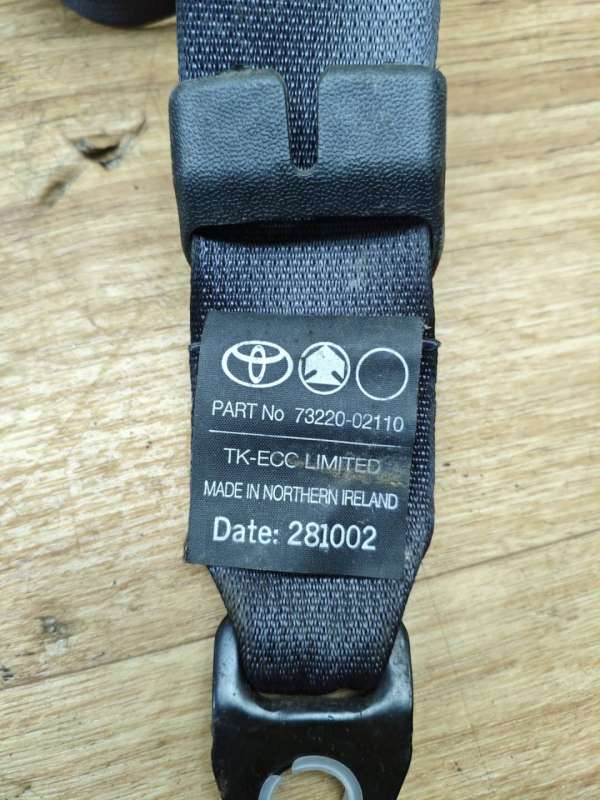 PART No 73220-02110
TK-ECC LIMITED
MADE IN NORTHERN IRELAND
Date: 281002